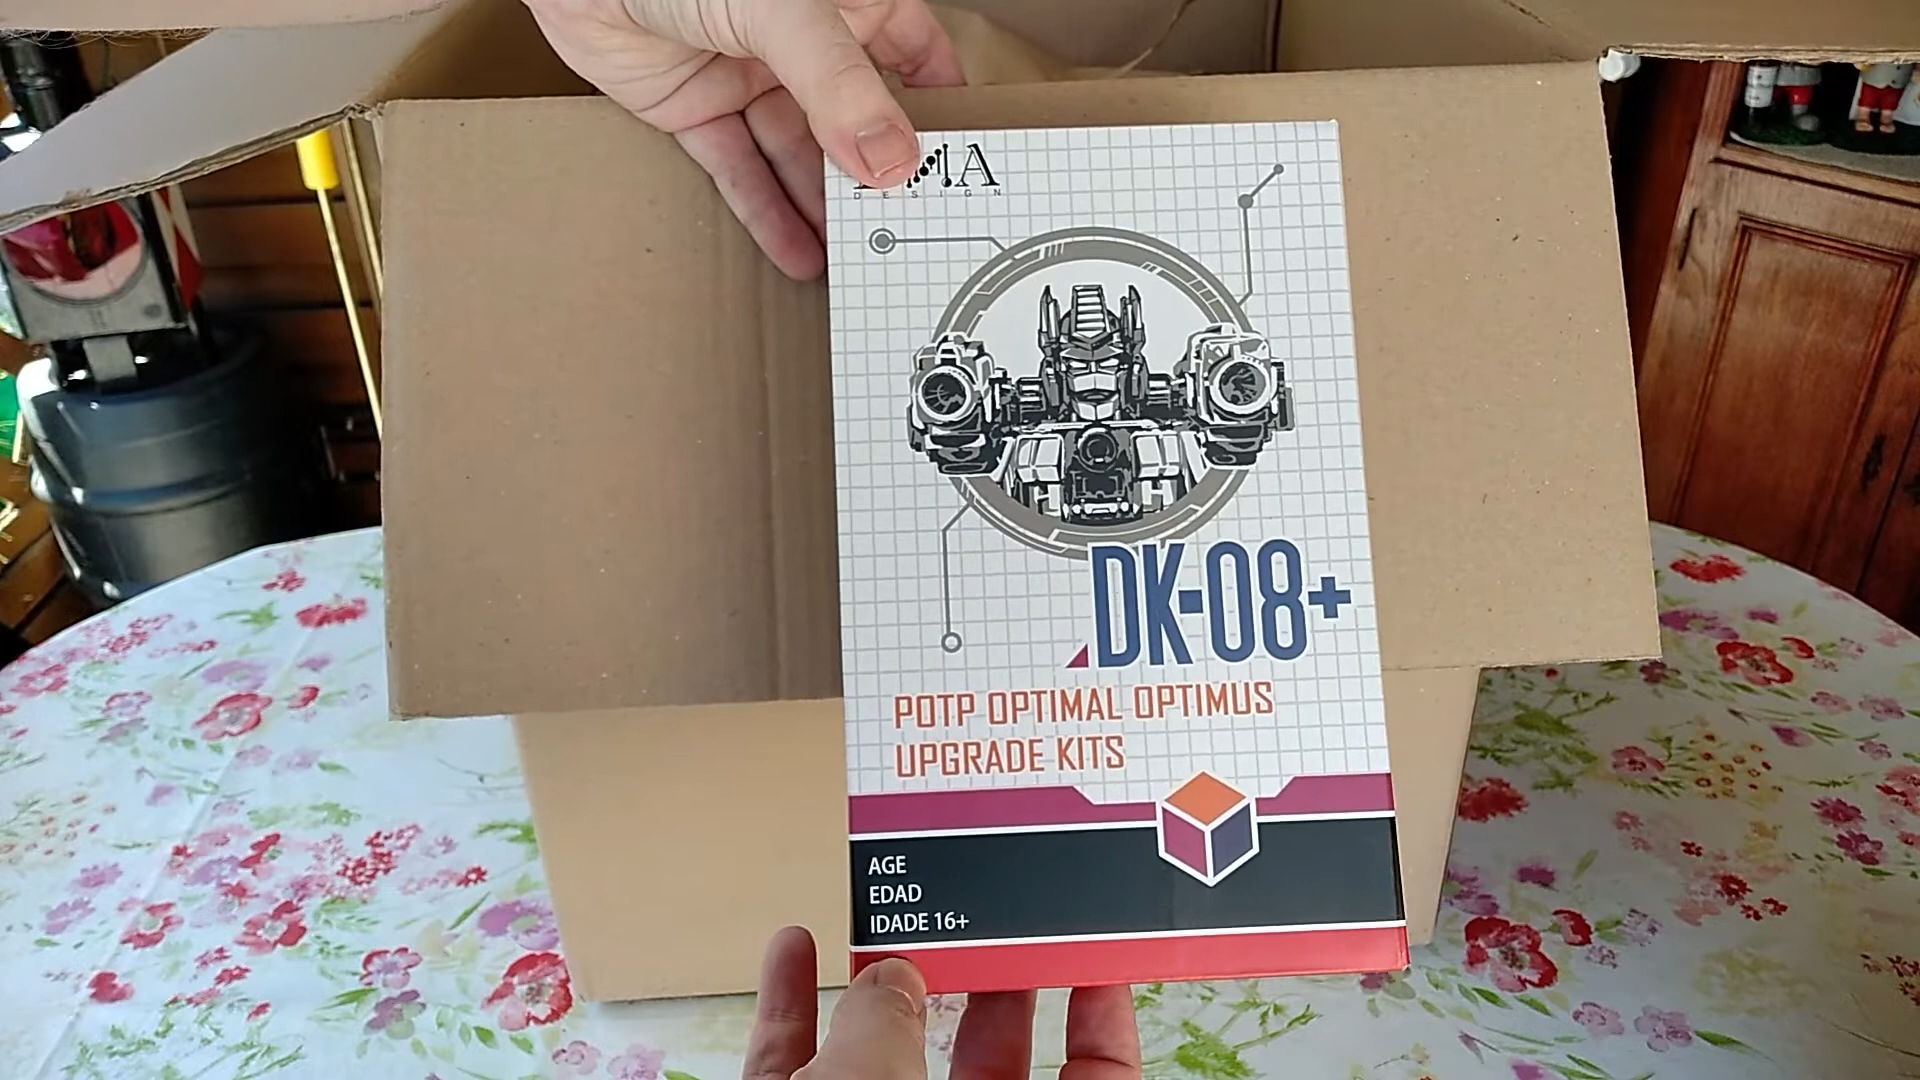 DESIGN
DK-08+
POTP OPTIMAL OPTIMUS
UPGRADE KITS
AGE
EDAD
IDADE 16+